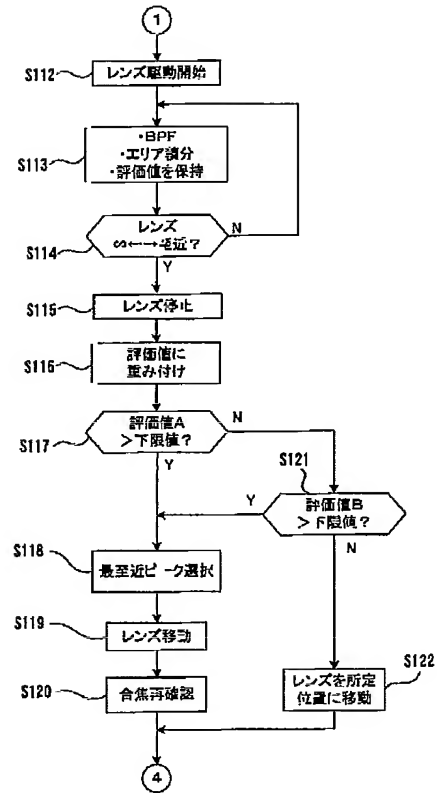 1
S112
レンズ駆動開始
S113
・BPF
・エリア積分
・評価値を保持
S114
レンズ
∞←→至近?
N
Y
S115
レンズ停止
S116
評価値に
重み付け
S117
評価値A
>下限値?
N
Y
S121
評価値B
>下限値?
Y
N
S118
最至近ピーク選択
S119
レンズ移動
S120
合焦再確認
S122
レンズを所定
位置に移動
4